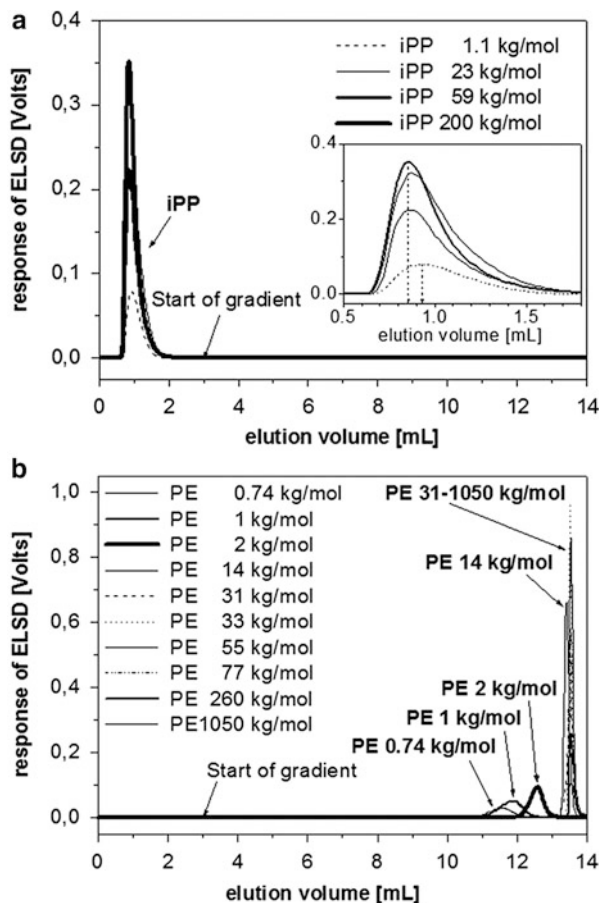 a
0,4
0,3
0,2
0,1
0,0
response of ELSD [Volts]
iPP 1.1 kg/mol
iPP 23 kg/mol
iPP 59 kg/mol
iPP 200 kg/mol
iPP
Start of gradient
0.4
0.2
0.0
0.5 1.0 1.5
elution volume [mL]
0 2 4 6 8 10 12 14
elution volume [mL]
b
1,0
0,8
0,6
0,4
0,2
0,0
response of ELSD [Volts]
PE 0.74 kg/mol
PE 1 kg/mol
PE 2 kg/mol
PE 14 kg/mol
PE 31 kg/mol
PE 33 kg/mol
PE 55 kg/mol
PE 77 kg/mol
PE 260 kg/mol
PE1050 kg/mol
PE 31-1050 kg/mol
PE 14 kg/mol
PE 2 kg/mol
PE 1 kg/mol
PE 0.74 kg/mol
Start of gradient
0 2 4 6 8 10 12 14
elution volume [mL]